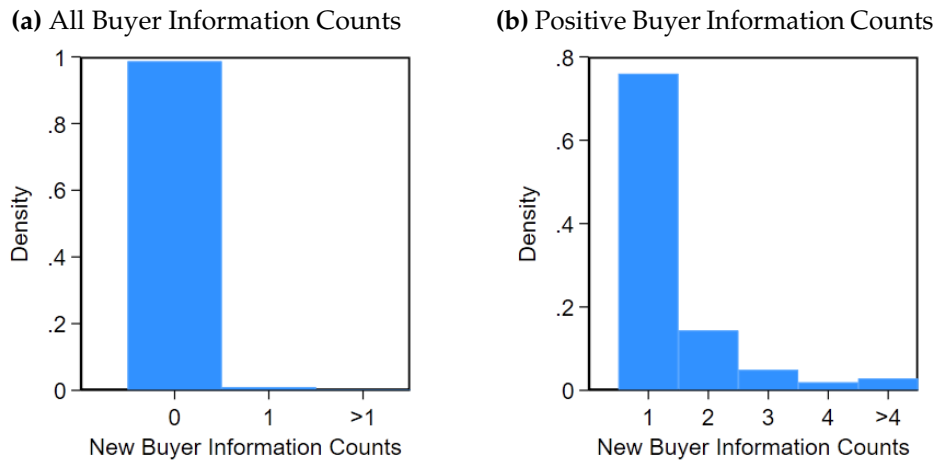 (a) All Buyer Information Counts
1
.8
.6
.4
.2
0
Density
0 1 >1
New Buyer Information Counts
(b) Positive Buyer Information Counts
.8
.6
.4
.2
0
Density
1 2 3 4 >4
New Buyer Information Counts